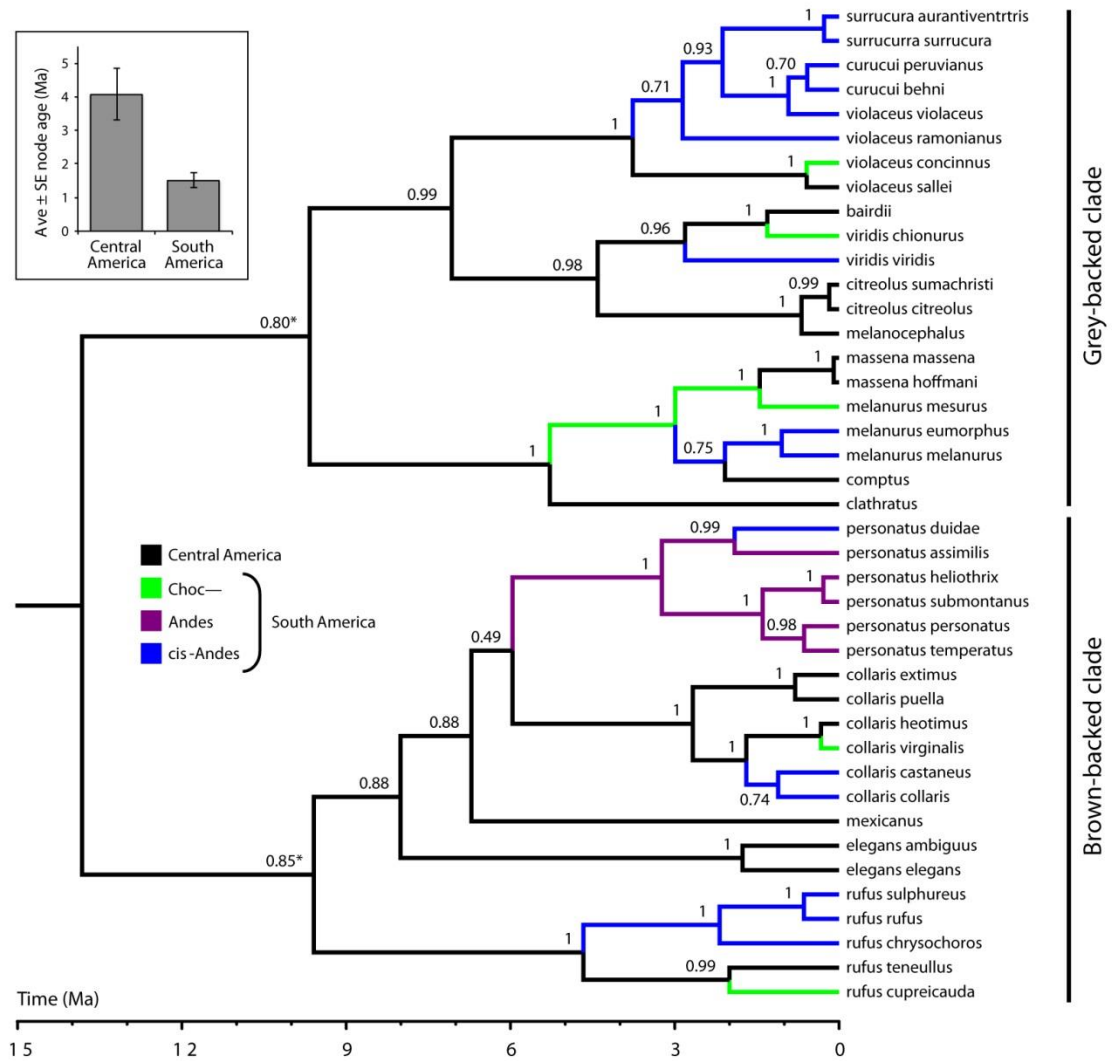 surrucura aurantiventrtris
surrucurra surrucura
curucui peruvianus
curucui behni
violaceus violaceus
violaceus ramonianus
violaceus concinnus
violaceus sallei
bairdii
viridis chionurus
viridis viridis
citreolus sumachristi
citreolus citreolus
melanocephalus
massena massena
massena hoffmani
melanurus mesurus
melanurus eumorphus
melanurus melanurus
comptus
clathratus
personatus duidae
personatus assimilis
personatus heliothrix
personatus submontanus
personatus personatus
personatus temperatus
collaris extimus
collaris puella
collaris heotimus
collaris virginalis
collaris castaneus
collaris collaris
mexicanus
elegans ambiguus
elegans elegans
rufus sulphureus
rufus rufus
rufus chrysochoros
rufus teneullus
rufus cupreicauda
Grey-backed clade
Brown-backed clade
Ave ± SE node age (Ma)
5
4
3
2
1
0
Central America
South America
1
0.93
0.70
1
0.71
1
1
0.99
1
0.96
0.98
0.99
1
0.80*
1
1
1
1
0.75
1
0.99
1
1
1
0.98
0.49
1
1
1
1
0.74
0.88
0.88
1
0.85*
1
1
1
0.99
Central America
Choc—
Andes
cis-Andes
South America
Time (Ma)
15 12 9 6 3 0